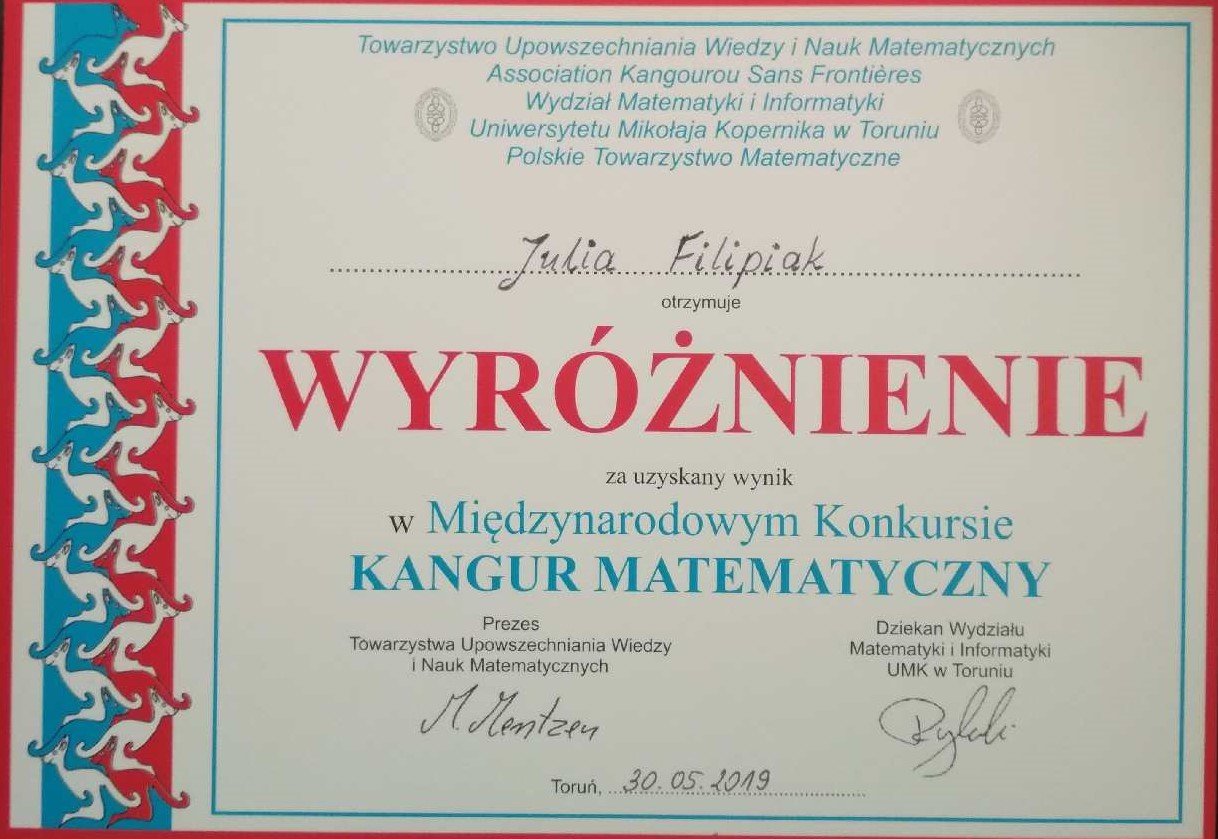 Towarzystwo Upowszechniania Wiedzy i Nauk Matematycznych
Association Kangourou Sans Frontières
Wydział Matematyki i Informatyki
Uniwersytetu Mikołaja Kopernika w Toruniu
Polskie Towarzystwo Matematyczne
Julia Filipiak
otrzymuje
WYRÓŻNIENIE
za uzyskany wynik
w Międzynarodowym Konkursie
KANGUR MATEMATYCZNY
Prezes
Towarzystwa Upowszechniania Wiedzy
i Nauk Matematycznych
M. Mentzen
Dziekan Wydziału
Matematyki i Informatyki
UMK w Toruniu
Toruń, 30.05.2019